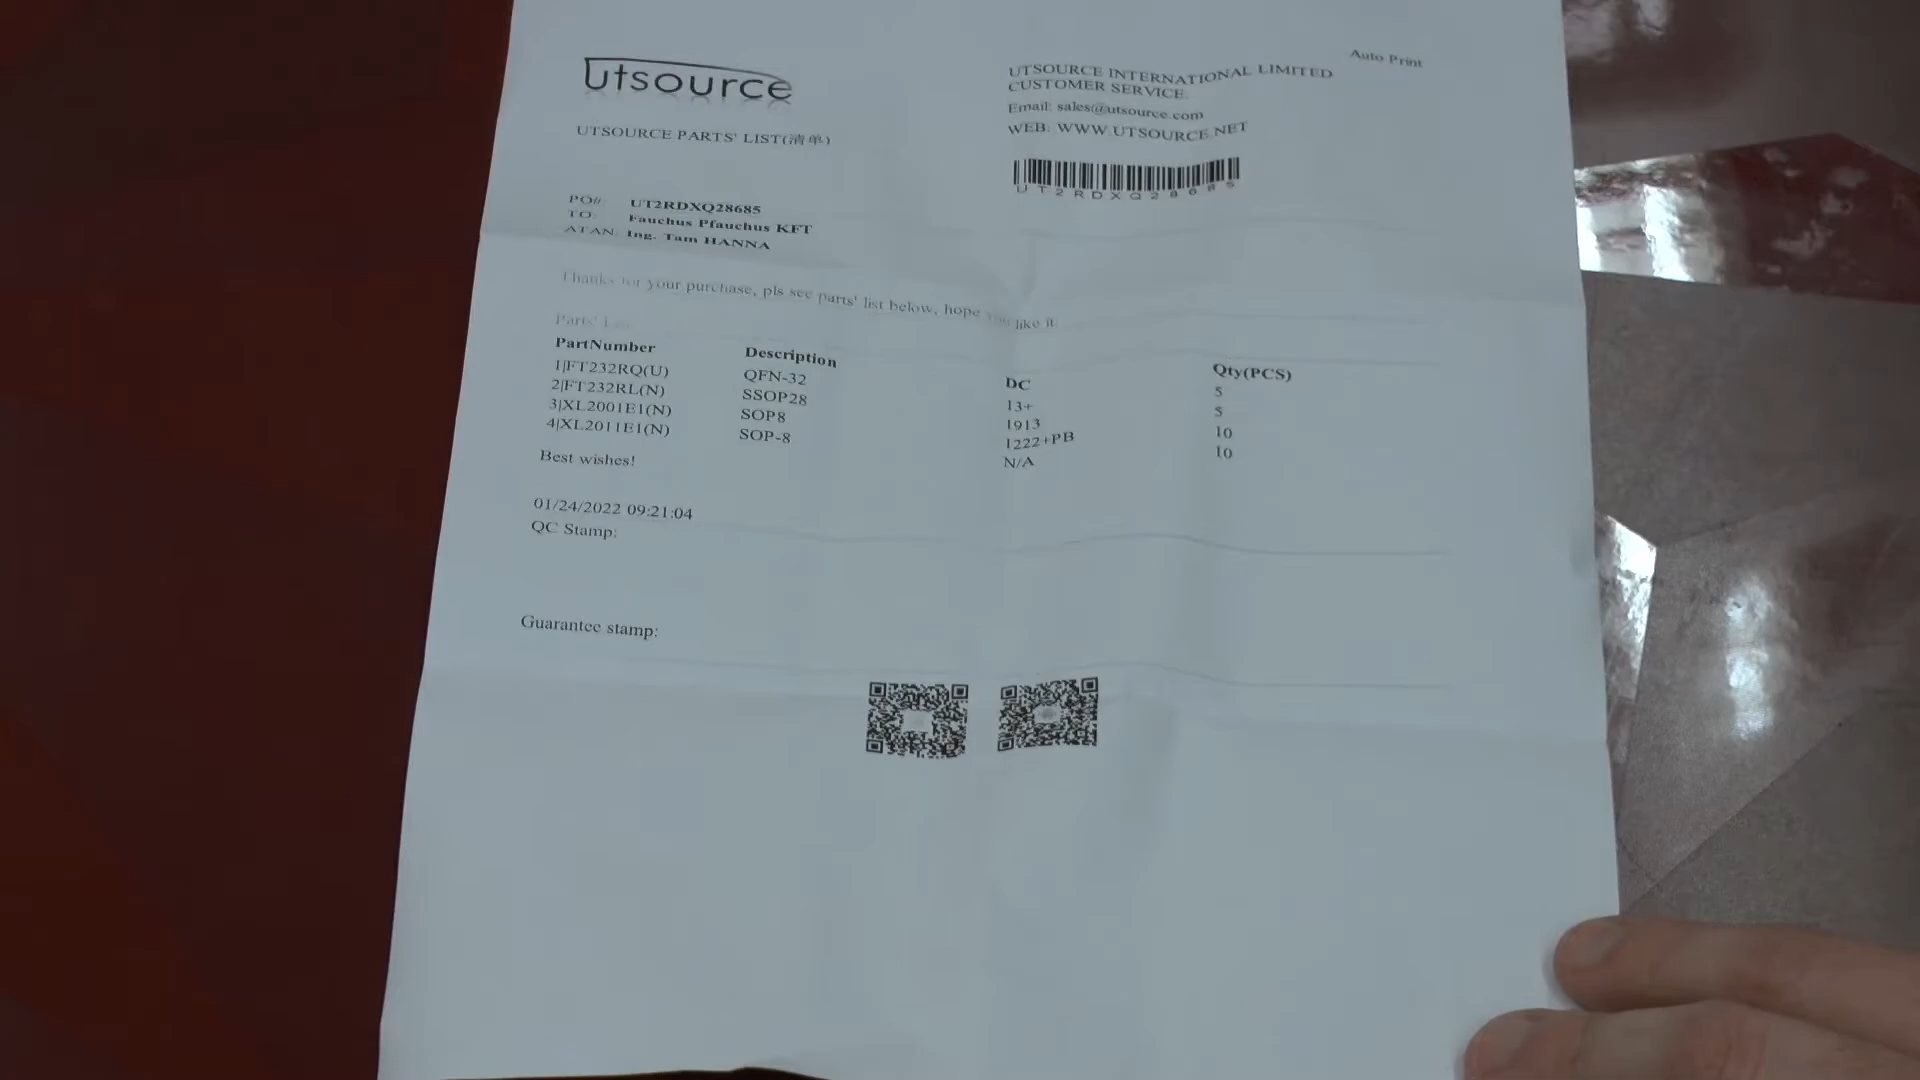 Auto Print
utsource
UTSOURCE INTERNATIONAL LIMITED
CUSTOMER SERVICE.
Email: sales@utsource.com
WEB: WWW.UTSOURCE.NET
UTSOURCE PARTS' LIST(清单)
UT2RDXQ28685
PO#: UT2RDXQ28685
TO: Fauchus Pfauchus KFT
ATAN: Ing. Tam HANNA
Thanks for your purchase, pls see parts' list below, hope you like it
Parts'
PartNumber Description DC Qty(PCS)
1|FT232RQ(U) QFN-32 13+ 5
2|FT232RL(N) SSOP28 1913 5
3|XL2001E1(N) SOP8 1222+PB 10
4|XL2011E1(N) SOP-8 N/A 10
Best wishes!
01/24/2022 09:21:04
QC Stamp:
Guarantee stamp: